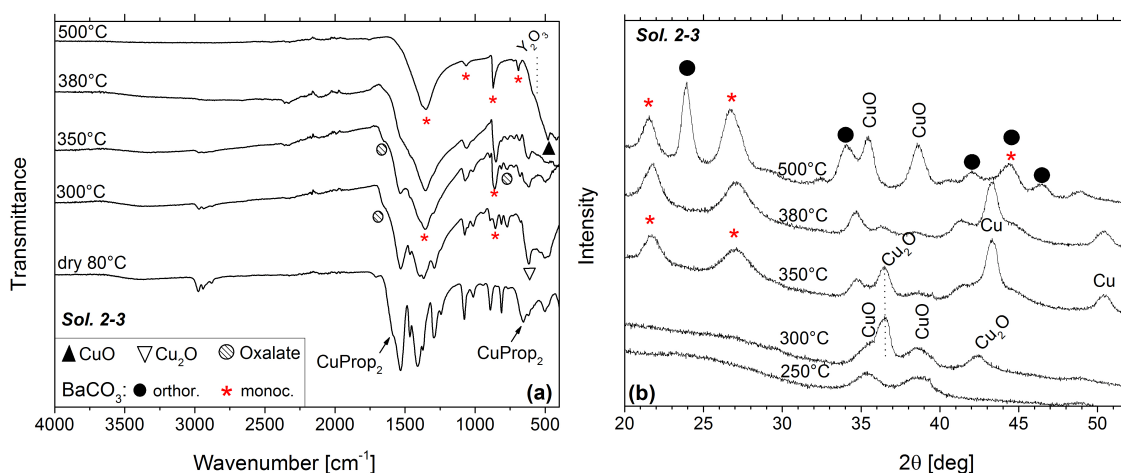 Transmittance
500°C
380°C
350°C
300°C
dry 80°C
Y2O3
* * * *
* * *
CuProp2
CuProp2
Sol. 2-3
▲ CuO ▽ Cu2O Oxalate
BaCO3: ● orthor. * monoc.
(a)
4000 3500 3000 2500 2000 1500 1000 500
Wavenumber [cm-1]
Sol. 2-3
Intensity
* *
CuO
CuO
*
500°C
380°C
* *
Cu2O
Cu
Cu
350°C
CuO
CuO
Cu2O
300°C
250°C
(b)
20 25 30 35 40 45 50
2θ [deg]